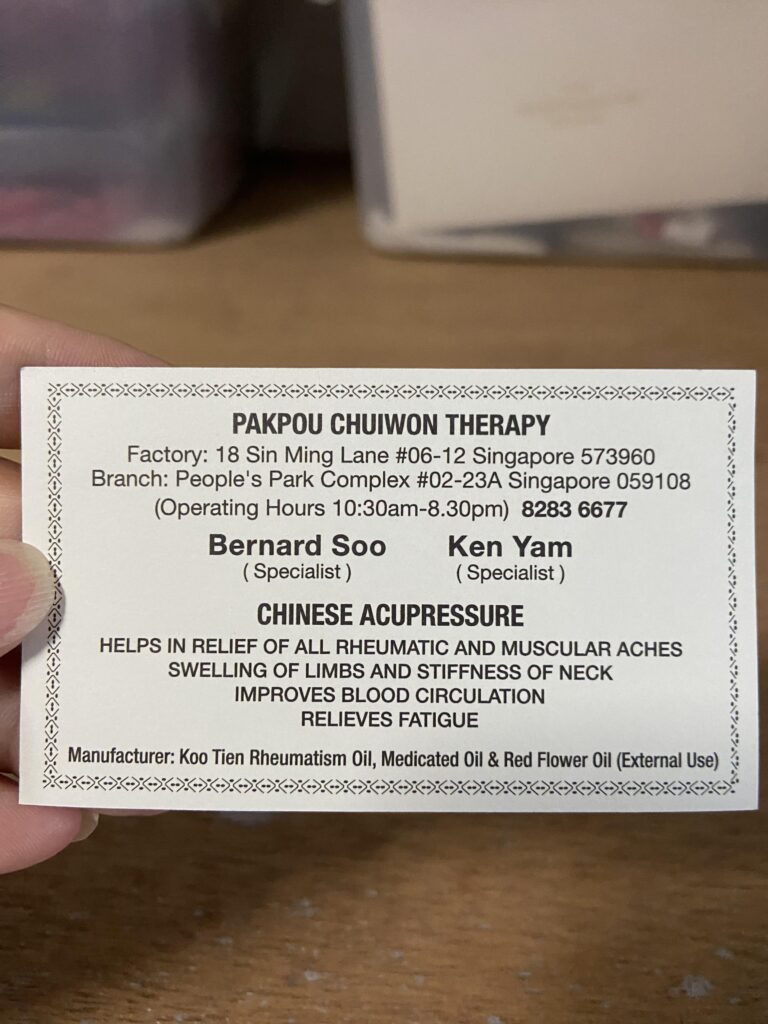 PAKPOU CHUIWON THERAPY
Factory: 18 Sin Ming Lane #06-12 Singapore 573960
Branch: People's Park Complex #02-23A Singapore 059108
(Operating Hours 10:30am-8.30pm) 8283 6677
Bernard Soo Ken Yam
( Specialist ) ( Specialist )
CHINESE ACUPRESSURE
HELPS IN RELIEF OF ALL RHEUMATIC AND MUSCULAR ACHES
SWELLING OF LIMBS AND STIFFNESS OF NECK
IMPROVES BLOOD CIRCULATION
RELIEVES FATIGUE
Manufacturer: Koo Tien Rheumatism Oil, Medicated Oil & Red Flower Oil (External Use)